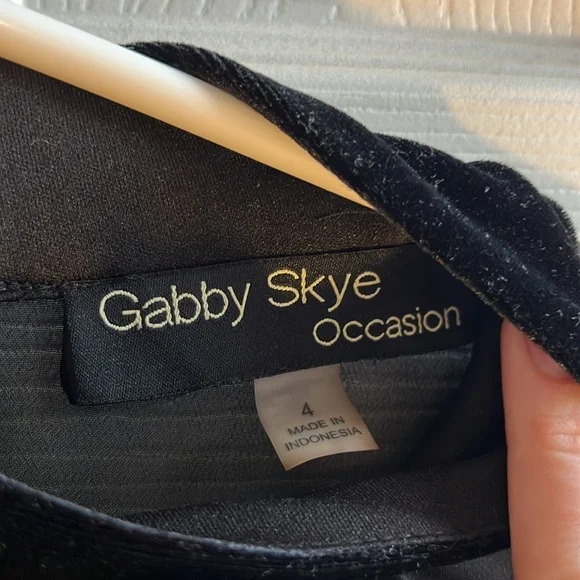 Gabby Skye
Occasion
4
MADE IN
INDONESIA